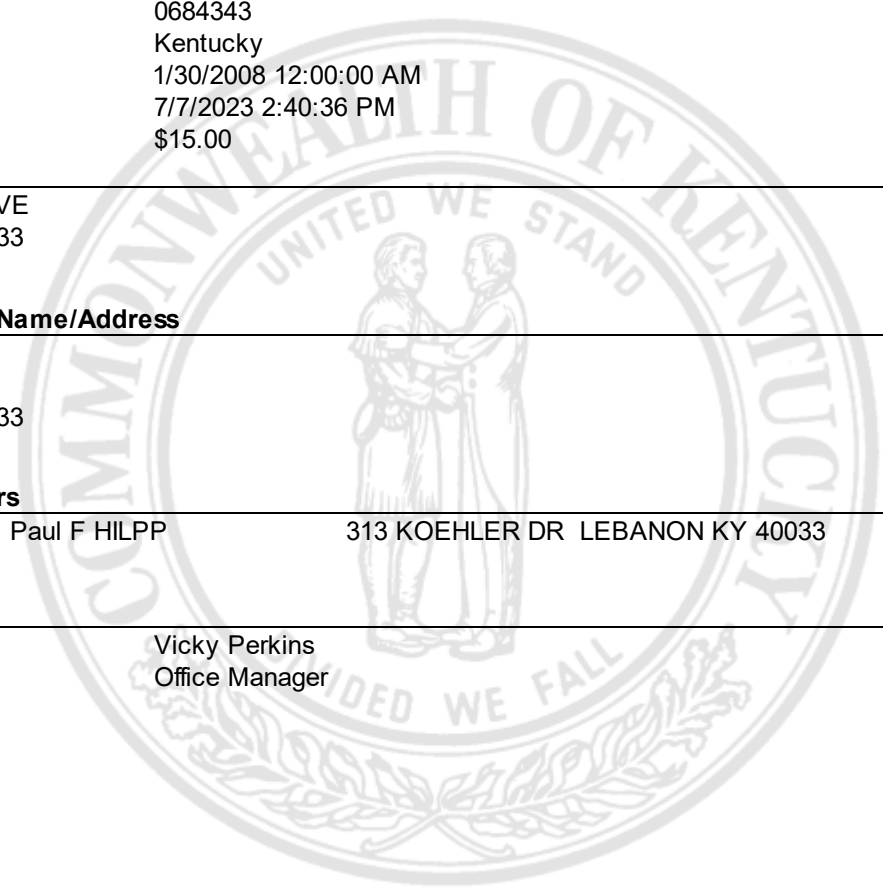 0684343
Kentucky
1/30/2008 12:00:00 AM
7/7/2023 2:40:36 PM
$15.00
VE
33
Name/Address
33
rs
Paul F HILPP 313 KOEHLER DR LEBANON KY 40033
Vicky Perkins
Office Manager
COMMONWEALTH OF KENTUCKY
UNITED WE STAND
DIVIDED WE FALL